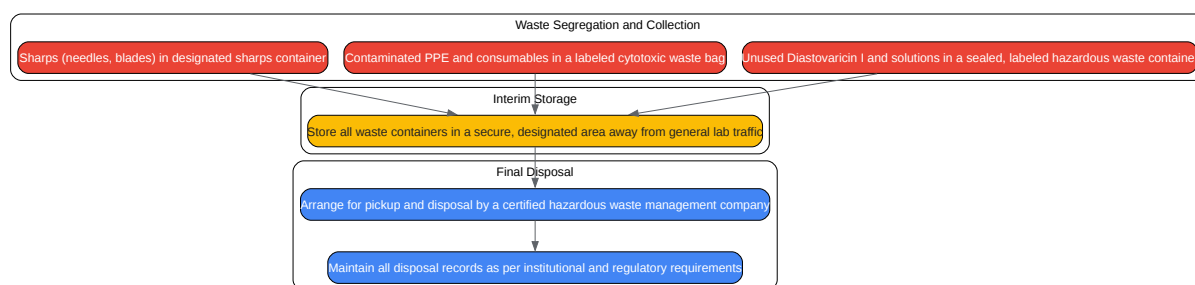 Waste Segregation and Collection
Sharps (needles, blades) in designated sharps container
Contaminated PPE and consumables in a labeled cytotoxic waste bag
Unused Diastovaricin I and solutions in a sealed, labeled hazardous waste container
Interim Storage
Store all waste containers in a secure, designated area away from general lab traffic
Final Disposal
Arrange for pickup and disposal by a certified hazardous waste management company
Maintain all disposal records as per institutional and regulatory requirements